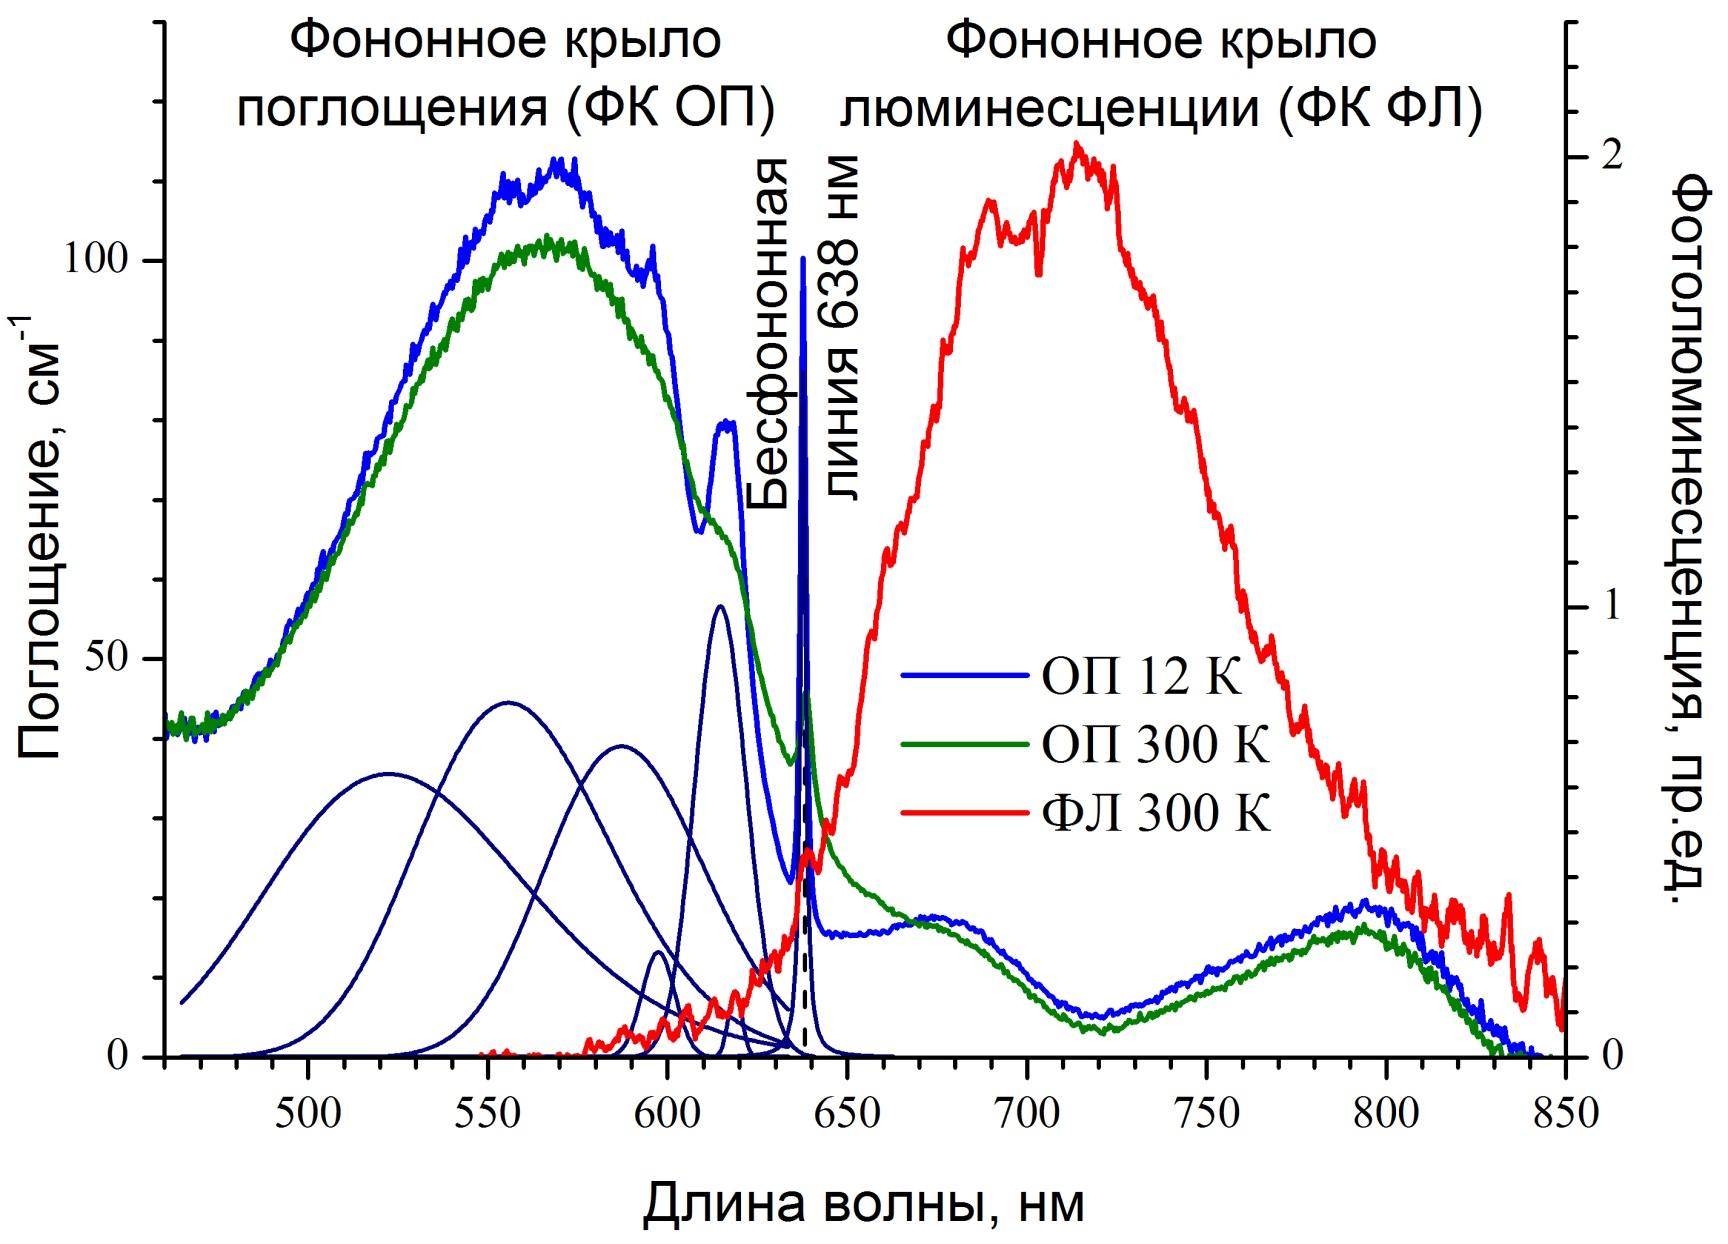 Фононное крыло
поглощения (ФК ОП)
Фононное крыло
люминесценции (ФК ФЛ)
Бесфононная
линия 638 нм
Поглощение, см-1
100
50
0
Фотолюминесценция, пр.ед.
2
1
0
ОП 12 К
ОП 300 К
ФЛ 300 К
500 550 600 650 700 750 800 850
Длина волны, нм